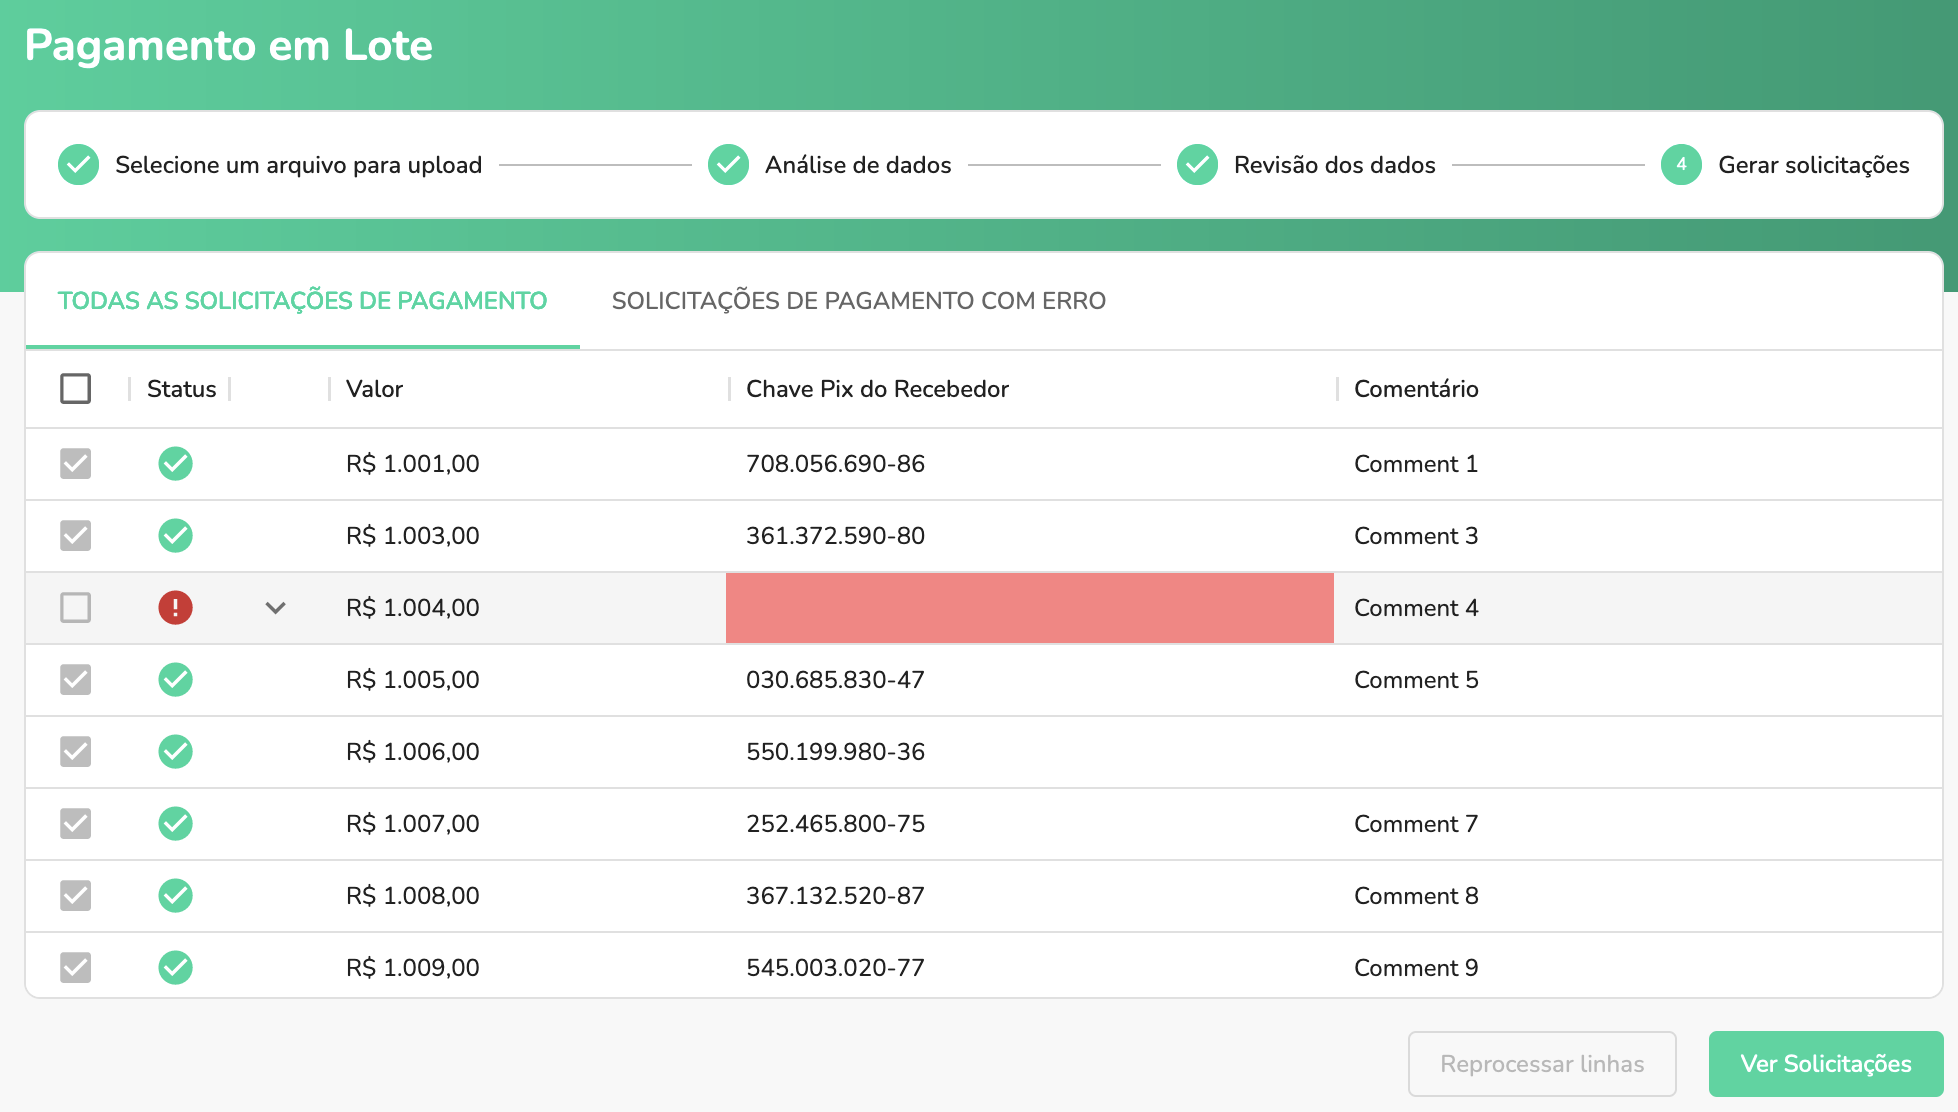 Pagamento em Lote
Selecione um arquivo para upload
Análise de dados
Revisão dos dados
4 Gerar solicitações
TODAS AS SOLICITAÇÕES DE PAGAMENTO
SOLICITAÇÕES DE PAGAMENTO COM ERRO
Status Valor Chave Pix do Recebedor Comentário
R$ 1.001,00 708.056.690-86 Comment 1
R$ 1.003,00 361.372.590-80 Comment 3
! R$ 1.004,00 Comment 4
R$ 1.005,00 030.685.830-47 Comment 5
R$ 1.006,00 550.199.980-36
R$ 1.007,00 252.465.800-75 Comment 7
R$ 1.008,00 367.132.520-87 Comment 8
R$ 1.009,00 545.003.020-77 Comment 9
Reprocessar linhas
Ver Solicitações